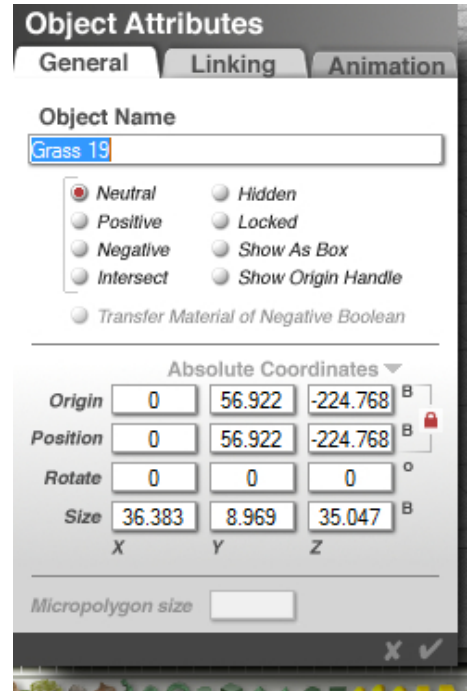 Object Attributes
General Linking Animation
Object Name
Grass 19
Neutral Hidden
Positive Locked
Negative Show As Box
Intersect Show Origin Handle
Transfer Material of Negative Boolean
Absolute Coordinates
Origin 0 56.922 -224.768 B
Position 0 56.922 -224.768 B
Rotate 0 0 0 o
Size 36.383 8.969 35.047 B
X Y Z
Micropolygon size